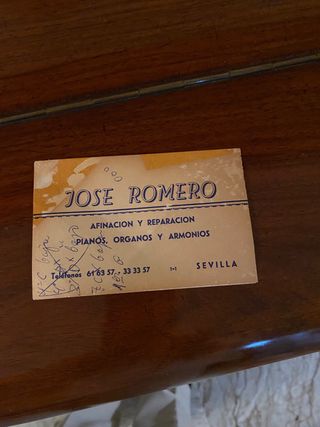 JOSE ROMERO
AFINACION Y REPARACION
PIANOS, ORGANOS Y ARMONIOS
Teléfonos 61 63 57 - 33 33 57
SEVILLA